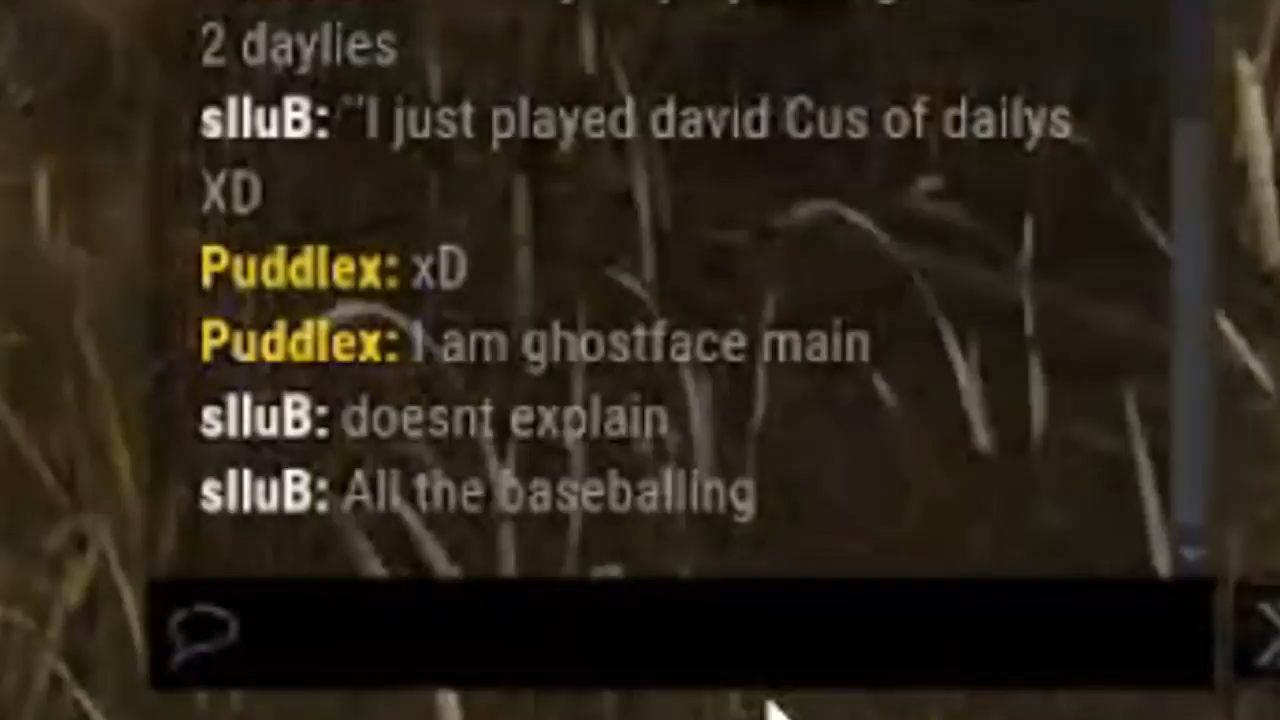 2 daylies
slluB: "I just played david Cus of dailys
XD
Puddlex: xD
Puddlex: I am ghostface main
slluB: doesnt explain
slluB: All the baseballing